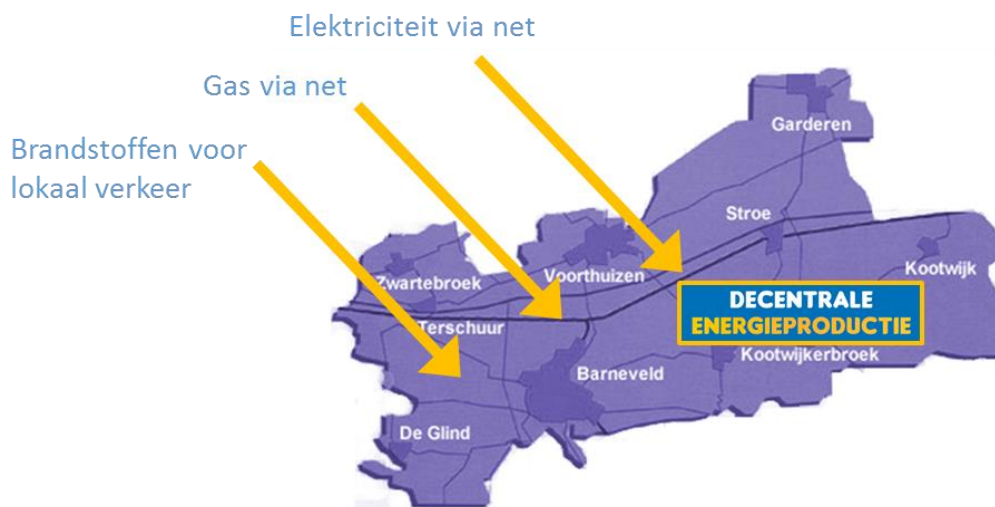 Elektriciteit via net
Gas via net
Brandstoffen voor
lokaal verkeer
Garderen
Stroe
Kootwijk
Voorthuizen
Zwartebroek
DECENTRALE
ENERGIEPRODUCTIE
Terschuur
Kootwijkerbroek
Barneveld
De Glind